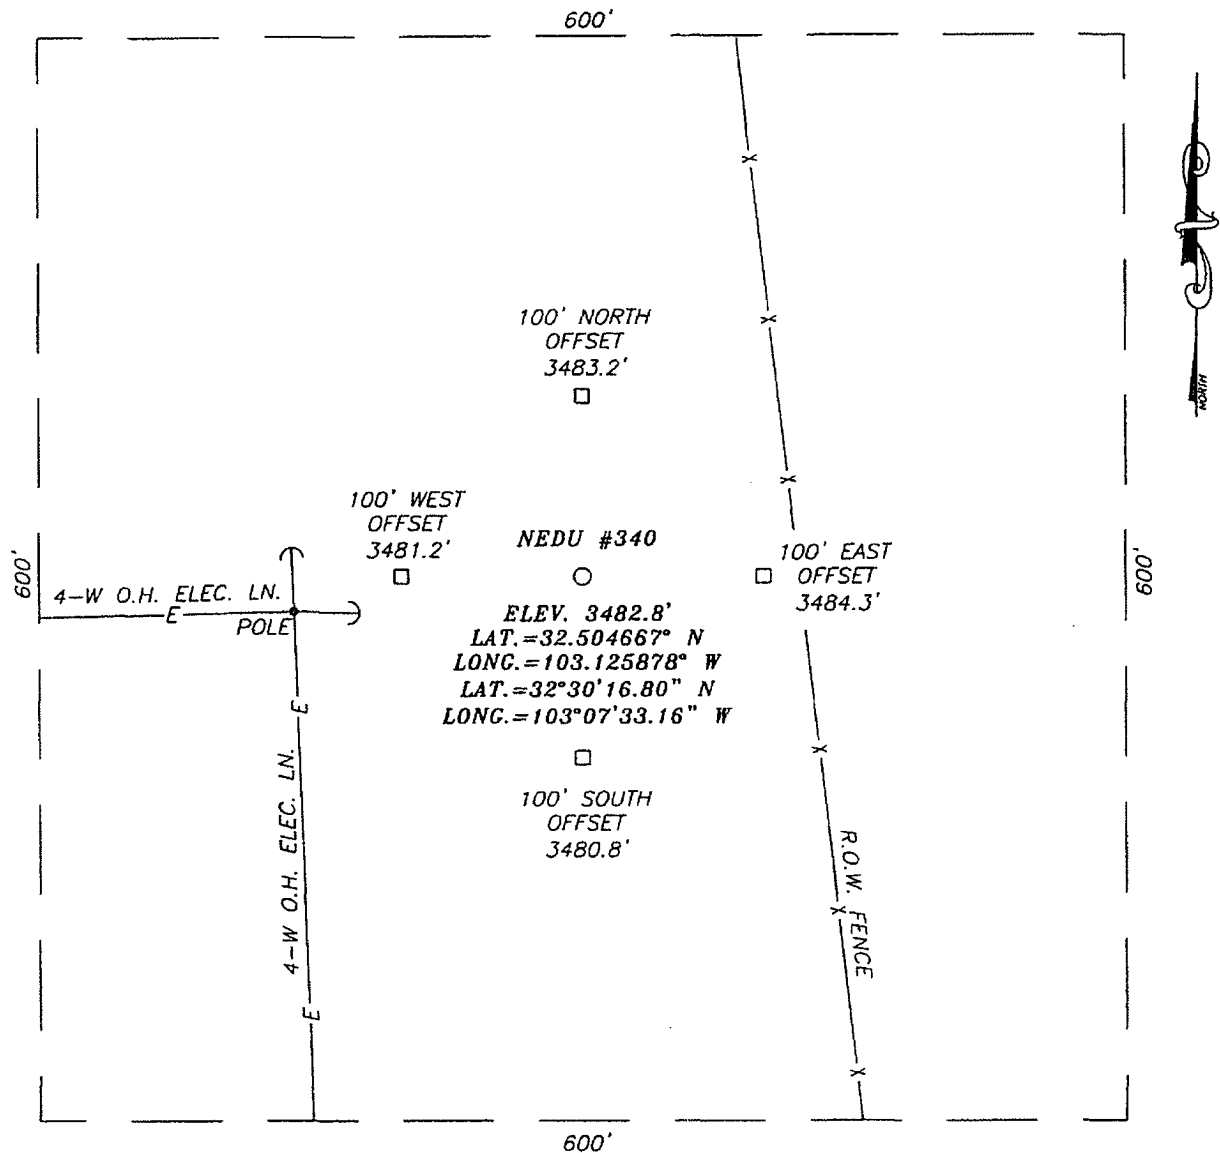 600'
NORTH
100' NORTH
OFFSET
3483.2'
100' WEST
OFFSET
3481.2'
NEDU #340
100' EAST
OFFSET
3484.3'
600'
600'
4-W O.H. ELEC. LN.
E
POLE
ELEV. 3482.8'
LAT.=32.504667° N
LONG.=103.125878° W
LAT.=32°30'16.80" N
LONG.=103°07'33.16" W
E
4-W O.H. ELEC. LN.
E
100' SOUTH
OFFSET
3480.8'
R.O.W. FENCE
600'